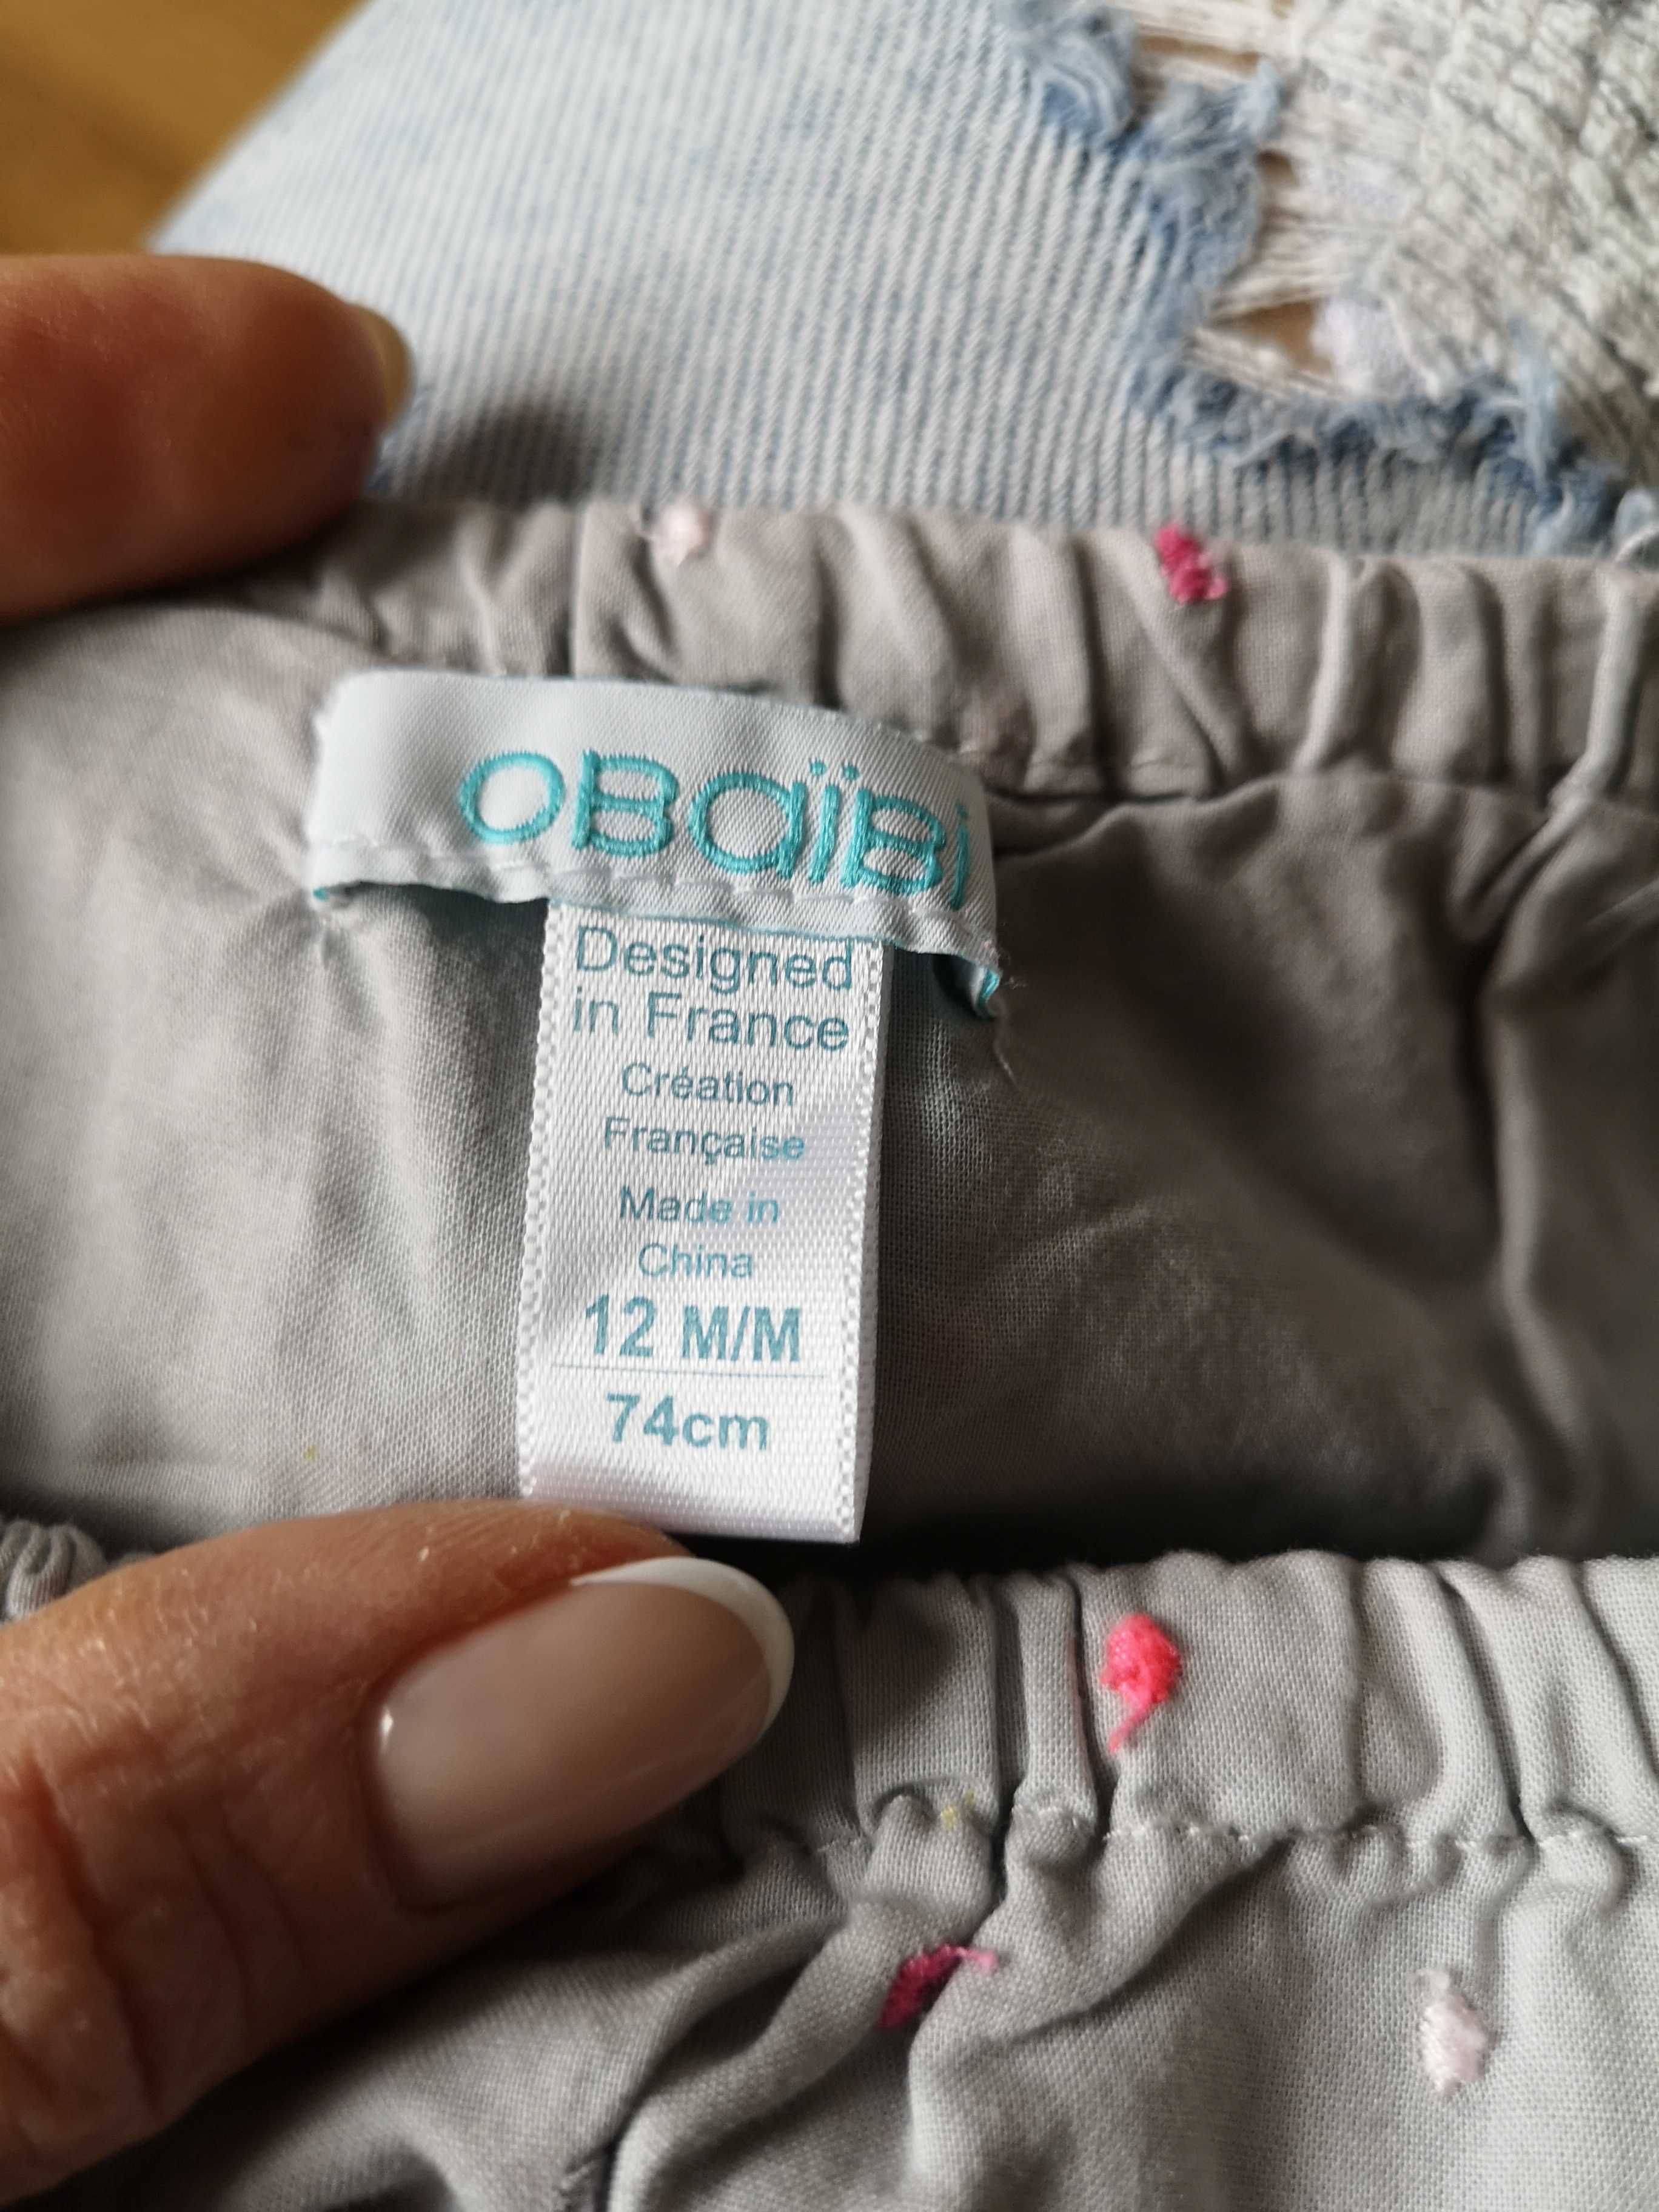 OBaïBi
Designed
in France
Création
Française
Made in
China
12 M/M
74cm